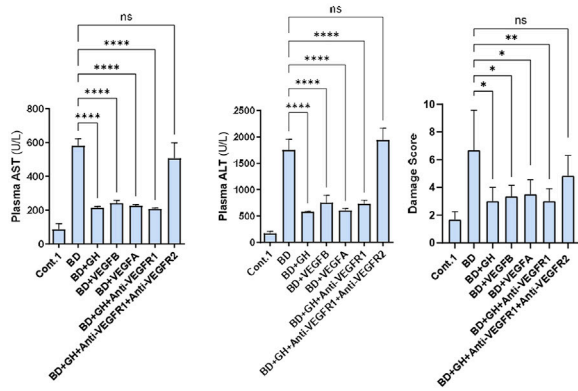 ns
****
****
****
****
Plasma AST (U/L)
800
600
400
200
0
Cont.1
BD
BD+GH
BD+VEGFB
BD+VEGFA
BD+GH+Anti-VEGFR1
BD+GH+Anti-VEGFR1+Anti-VEGFR2
ns
****
****
****
****
Plasma ALT (U/L)
2500
2000
1500
1000
500
0
Cont.1
BD
BD+GH
BD+VEGFB
BD+VEGFA
BD+GH+Anti-VEGFR1
BD+GH+Anti-VEGFR1+Anti-VEGFR2
ns
**
*
*
*
Damage Score
10
8
6
4
2
0
Cont.1
BD
BD+GH
BD+VEGFB
BD+VEGFA
BD+GH+Anti-VEGFR1
BD+GH+Anti-VEGFR1+Anti-VEGFR2